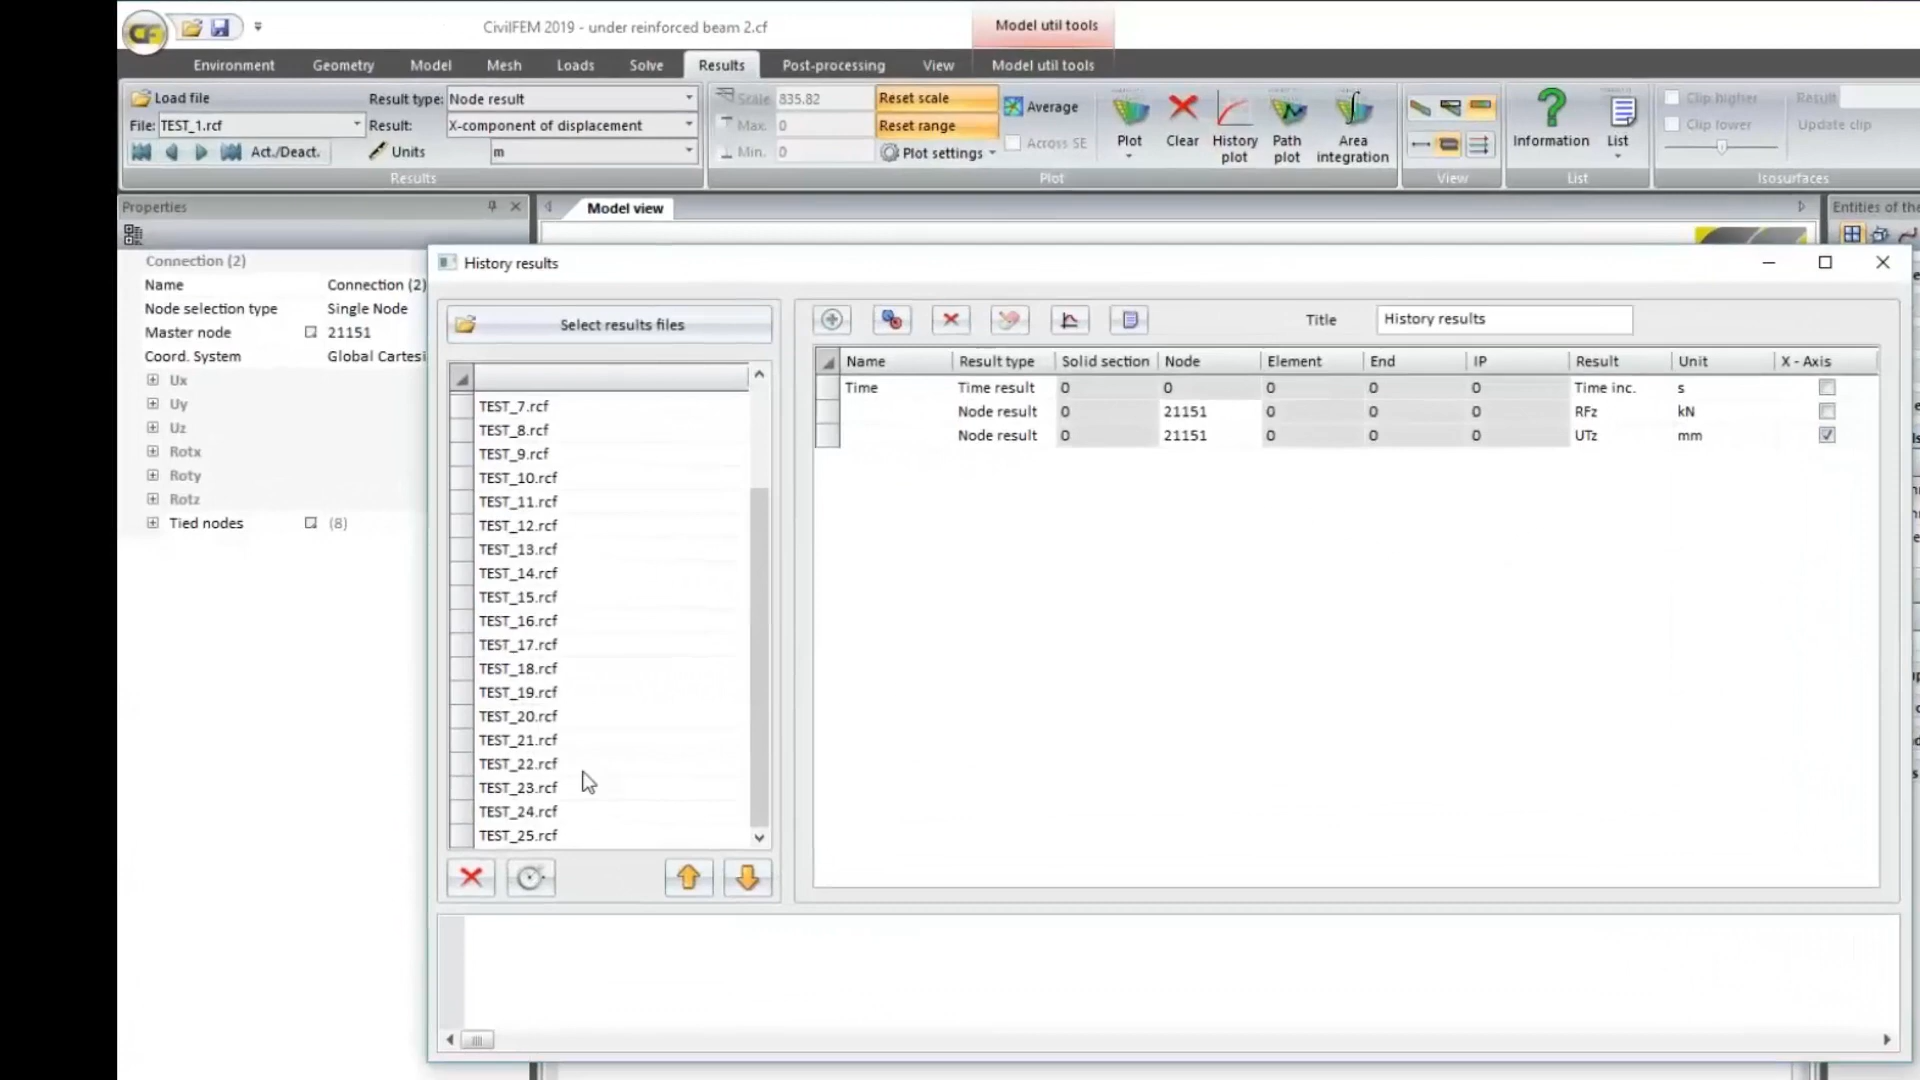 CivilFEM 2019 - under reinforced beam 2.cf
Model util tools
Environment Geometry Model Mesh Loads Solve Results Post-processing View Model util tools
Load file Result type: Node result
File: TEST_1.rcf Result: X-component of displacement
Act./Deact. Units m
Results
Scale 835.82 Reset scale
Max. 0 Reset range
Min. 0 Plot settings
Average
Across SE
Plot
Clear
History plot
Path plot
Area integration
Plot
View
Information
List
List
Clip higher Result
Clip lower Update clip
Isosurfaces
Properties
Model view
Entities of the
Connection (2)
Name Connection (2)
Node selection type Single Node
Master node 21151
Coord. System Global Cartesi
Ux
Uy
Uz
Rotx
Roty
Rotz
Tied nodes (8)
History results
Select results files
TEST_7.rcf
TEST_8.rcf
TEST_9.rcf
TEST_10.rcf
TEST_11.rcf
TEST_12.rcf
TEST_13.rcf
TEST_14.rcf
TEST_15.rcf
TEST_16.rcf
TEST_17.rcf
TEST_18.rcf
TEST_19.rcf
TEST_20.rcf
TEST_21.rcf
TEST_22.rcf
TEST_23.rcf
TEST_24.rcf
TEST_25.rcf
Title History results
Name Result type Solid section Node Element End IP Result Unit X - Axis
Time Time result 0 0 0 0 0 Time inc. s
Node result 0 21151 0 0 0 RFz kN
Node result 0 21151 0 0 0 UTz mm